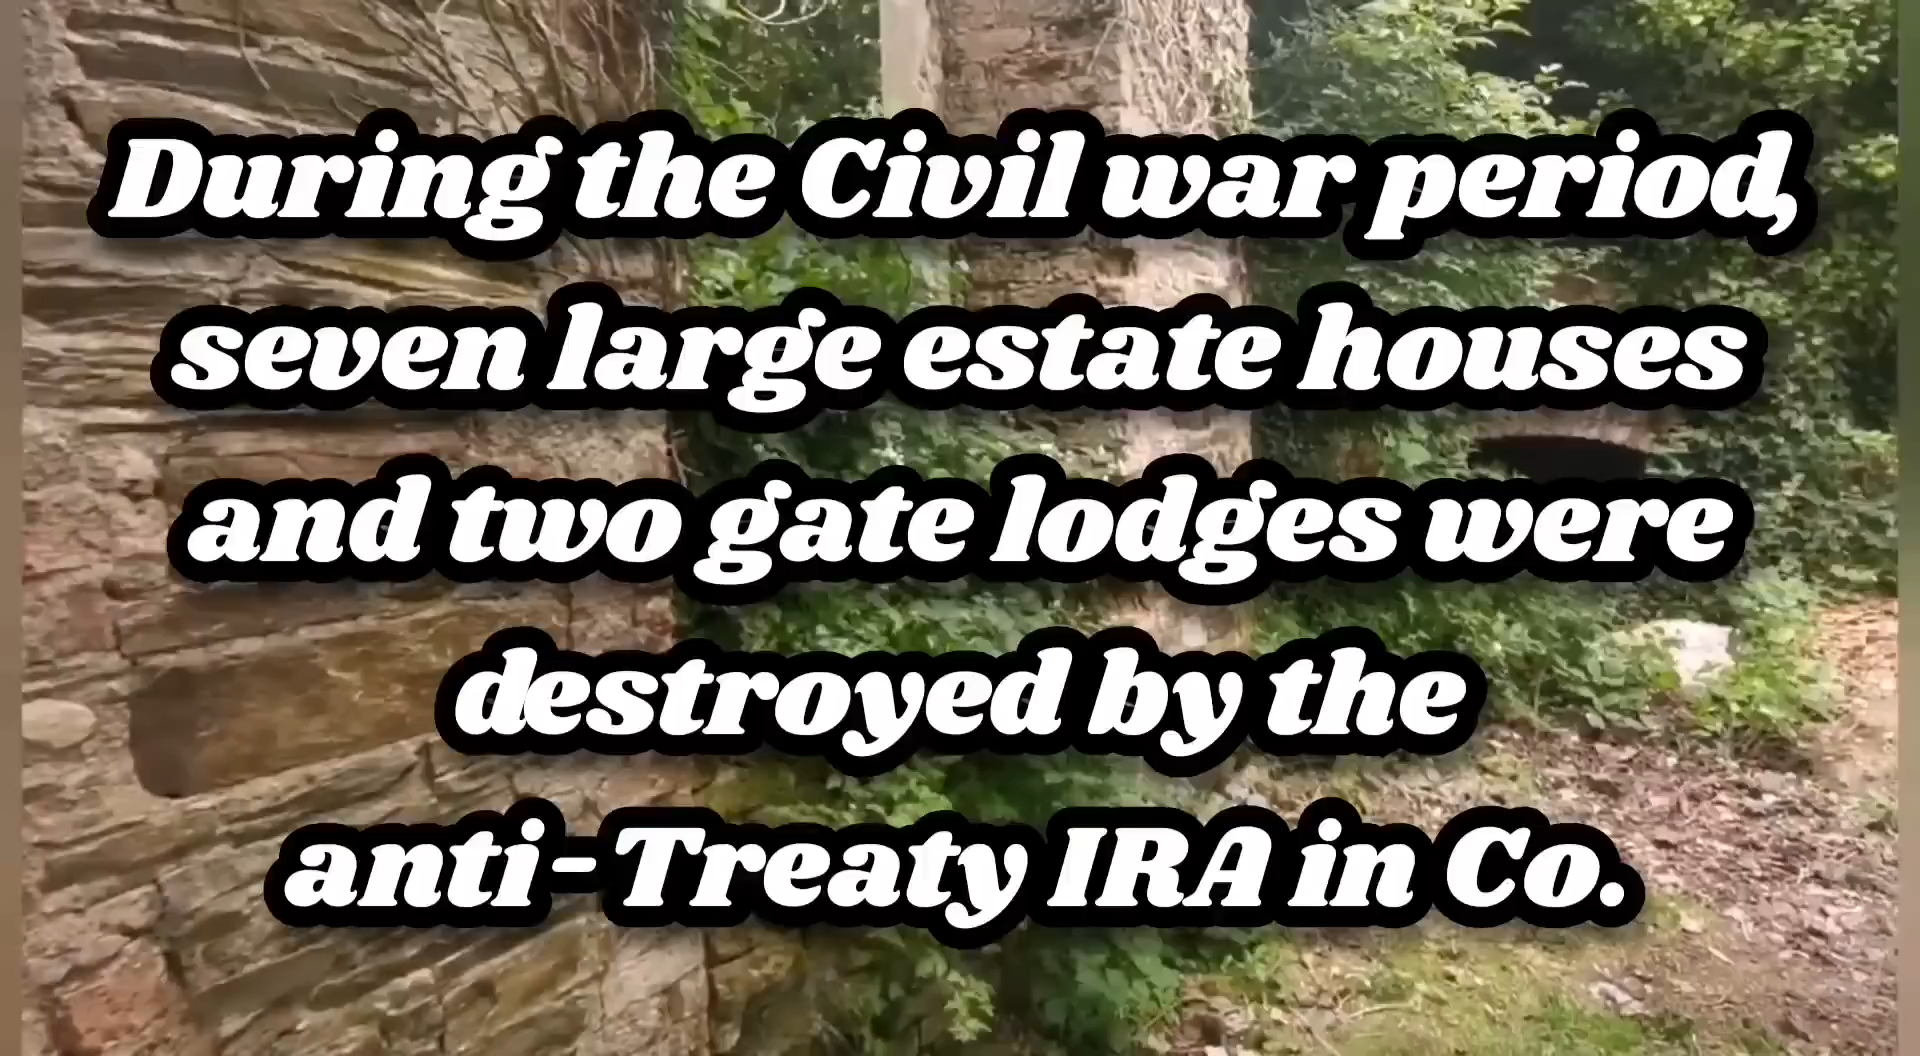 During the Civil war period,
seven large estate houses
and two gate lodges were
destroyed by the
anti-Treaty IRA in Co.